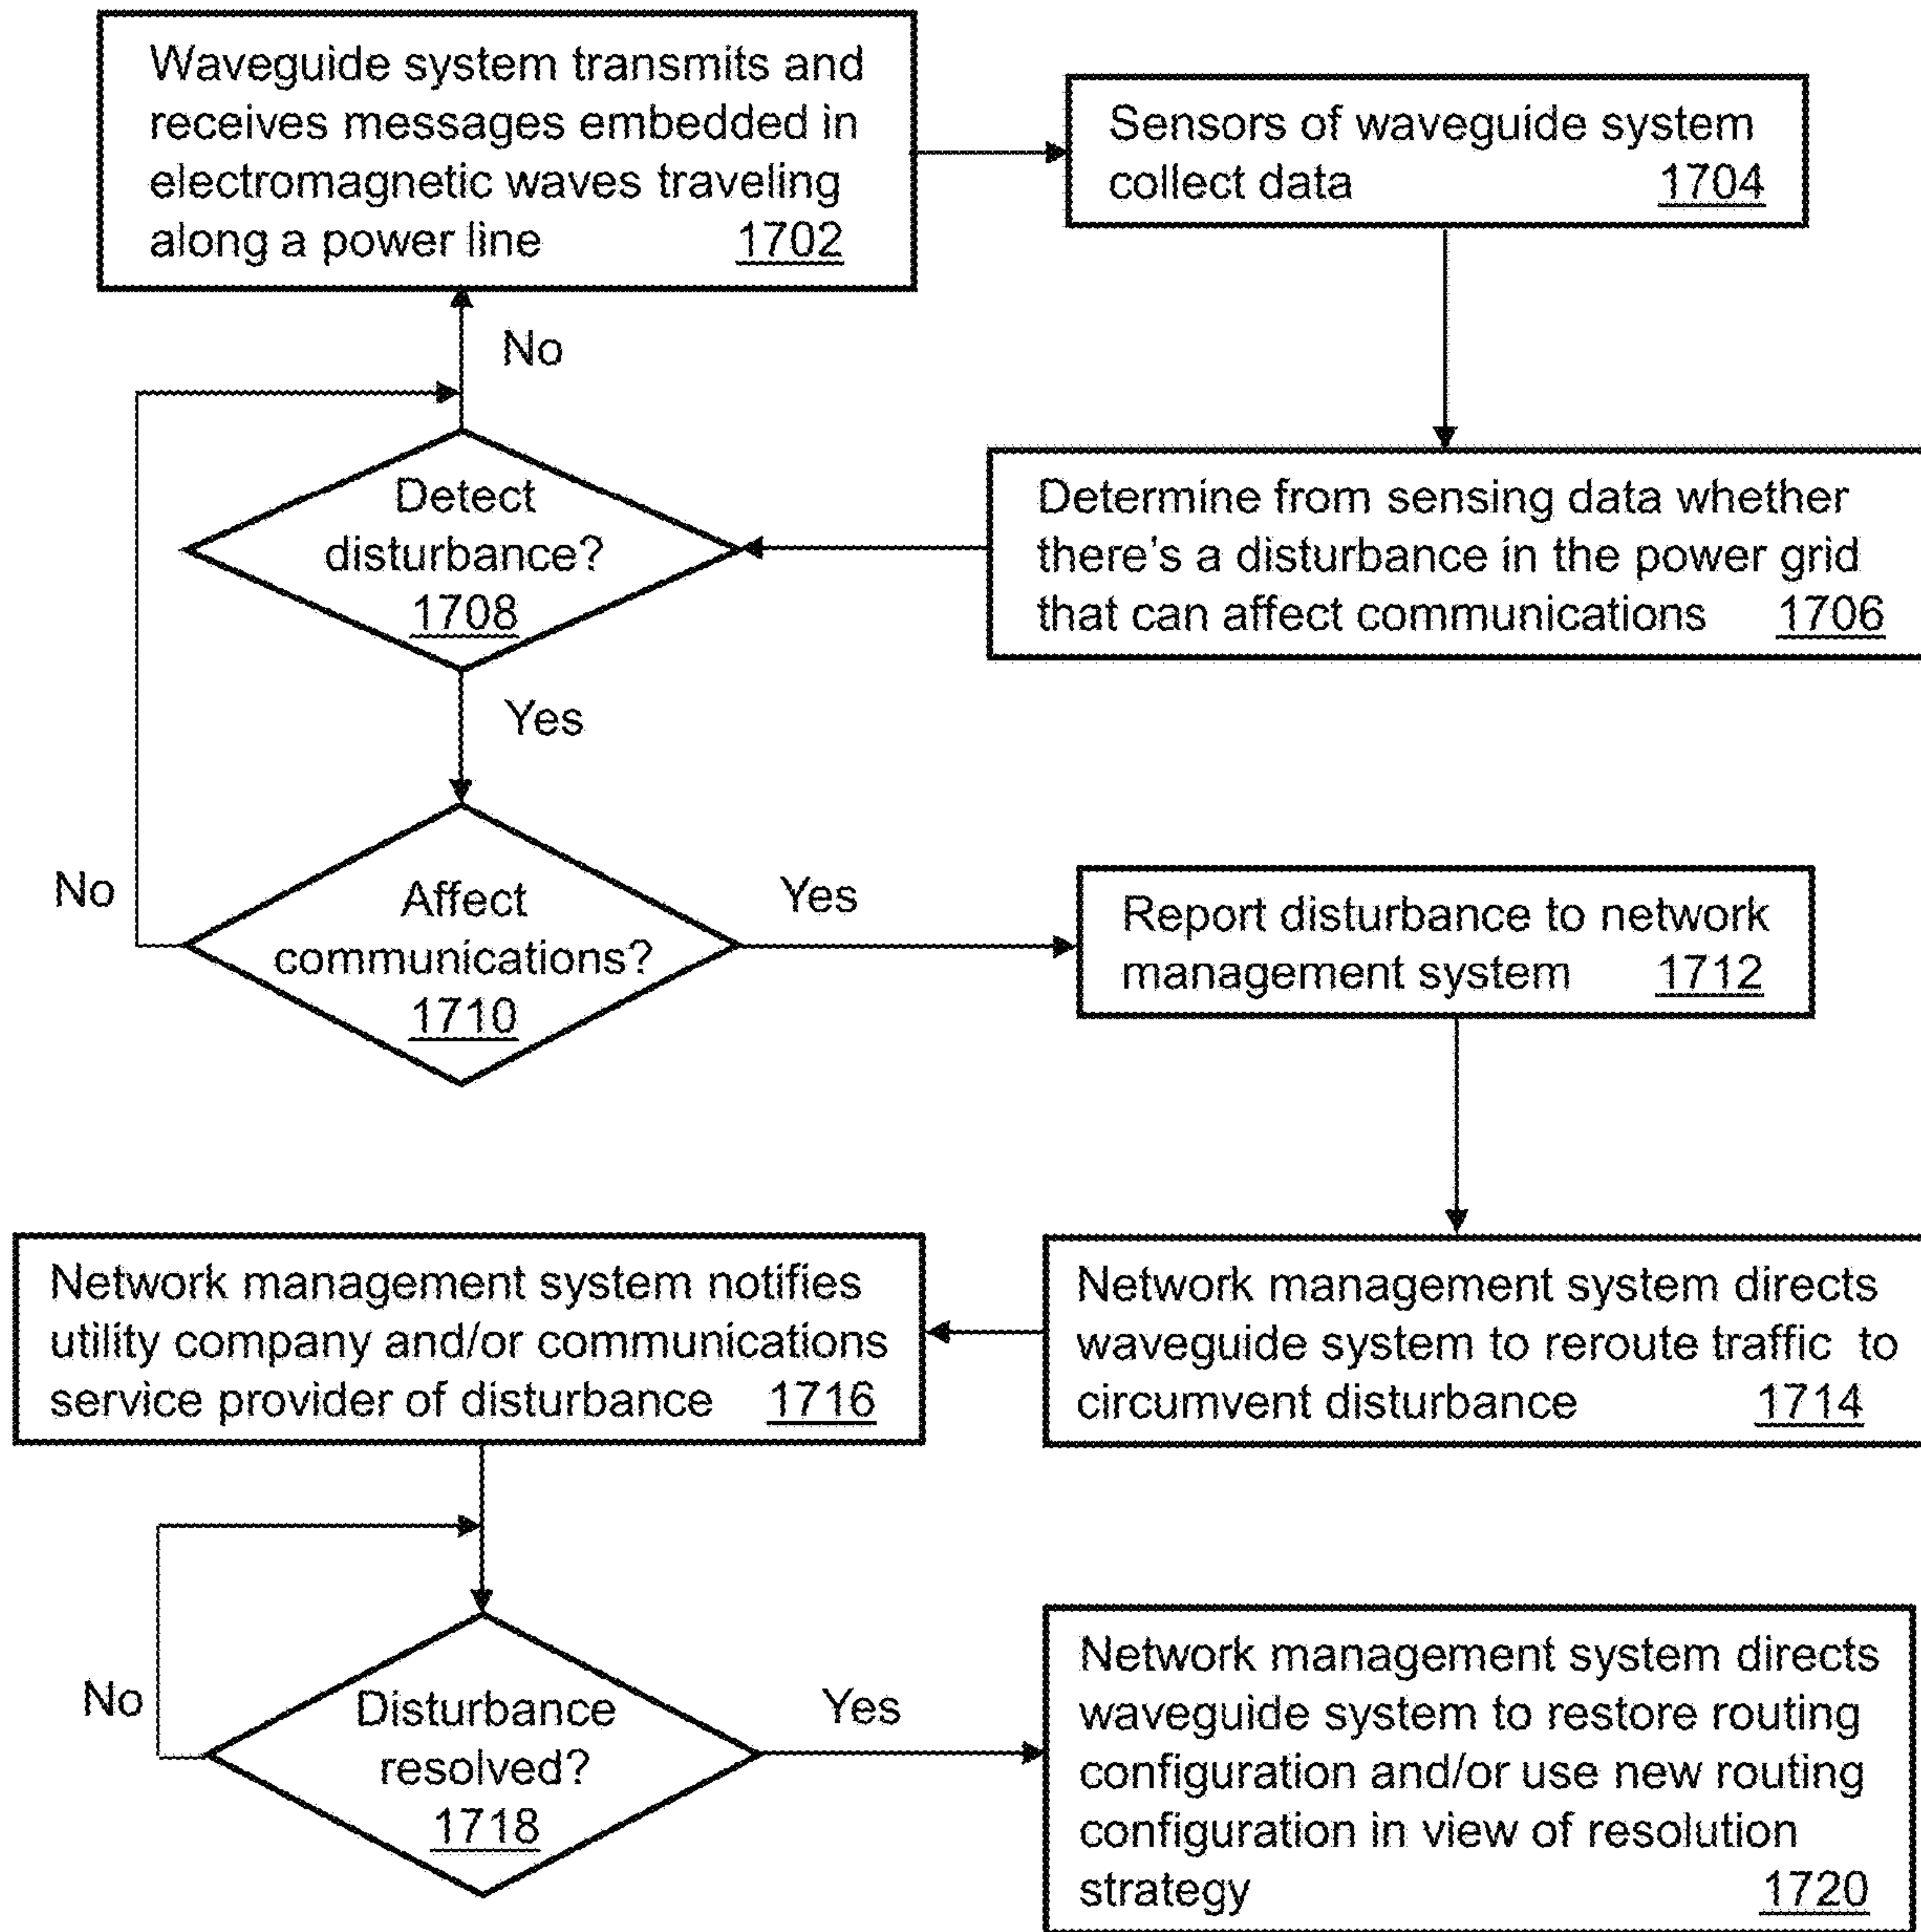 Waveguide system transmits and
receives messages embedded in
electromagnetic waves traveling
along a power line 1702
Sensors of waveguide system
collect data 1704
No
Detect
disturbance?
1708
Determine from sensing data whether
there's a disturbance in the power grid
that can affect communications 1706
Yes
No
Affect
communications?
1710
Yes
Report disturbance to network
management system 1712
Network management system notifies
utility company and/or communications
service provider of disturbance 1716
Network management system directs
waveguide system to reroute traffic to
circumvent disturbance 1714
No
Disturbance
resolved?
1718
Yes
Network management system directs
waveguide system to restore routing
configuration and/or use new routing
configuration in view of resolution
strategy 1720